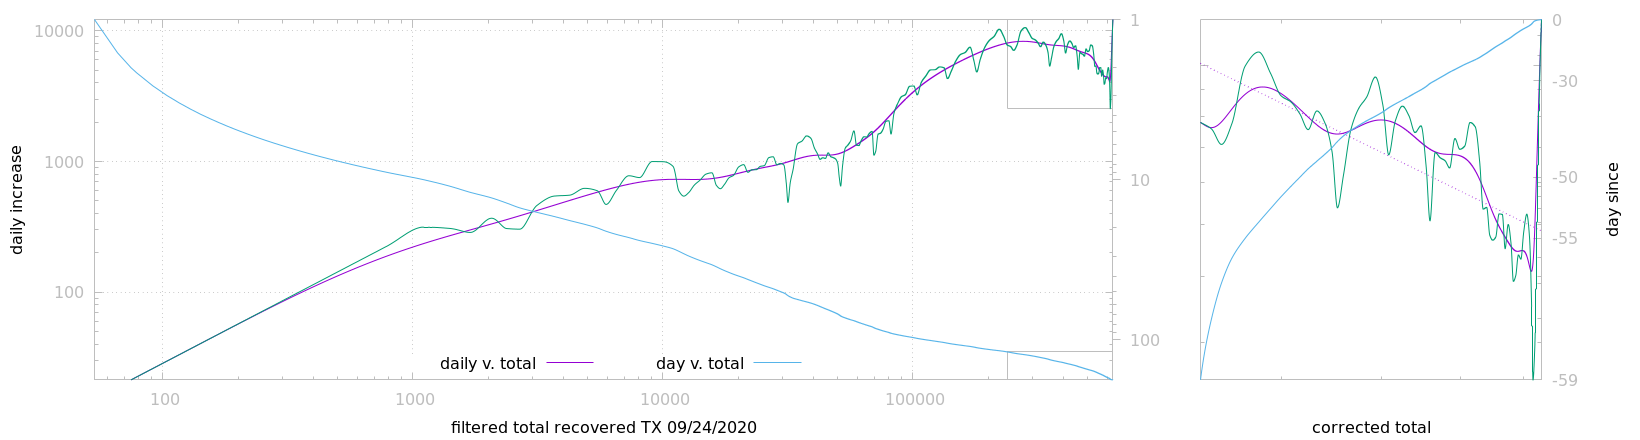 10000
1000
100
daily increase
100
1000
10000
100000
filtered total recovered TX 09/24/2020
daily v. total
day v. total
1
10
100
0
-30
-50
-55
-59
day since
corrected total